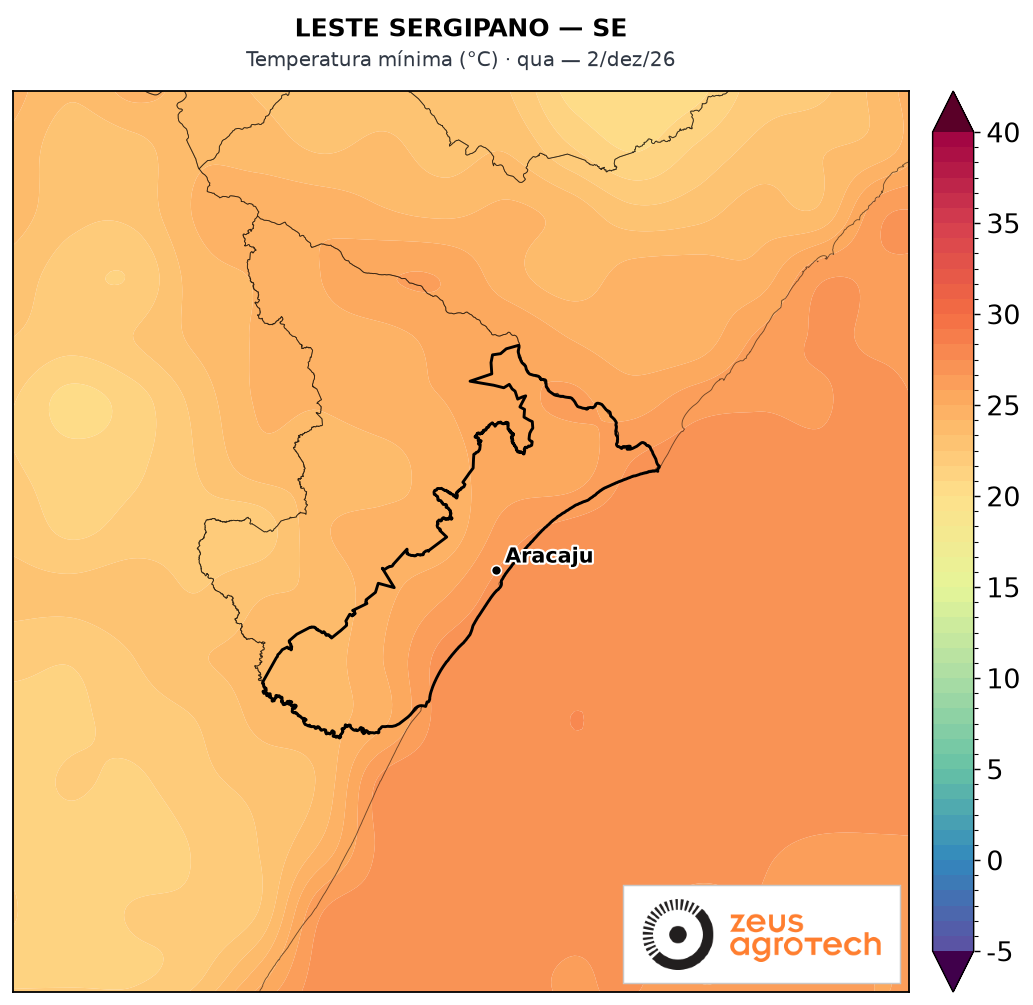 LESTE SERGIPANO — SE
Temperatura mínima (°C) · qua — 2/dez/26
40
35
30
25
20
15
10
5
0
-5
Aracaju
zeus
agrotech